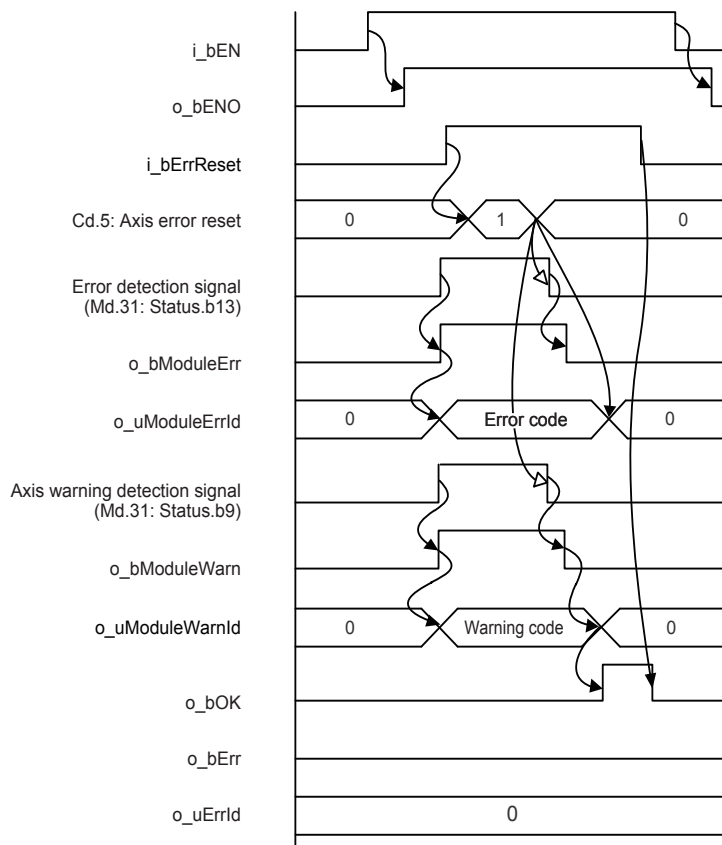 i_bEN
o_bENO
i_bErrReset
Cd.5: Axis error reset
0
1
0
Error detection signal
(Md.31: Status.b13)
o_bModuleErr
o_uModuleErrId
0
Error code
0
Axis warning detection signal
(Md.31: Status.b9)
o_bModuleWarn
o_uModuleWarnId
0
Warning code
0
o_bOK
o_bErr
o_uErrId
0